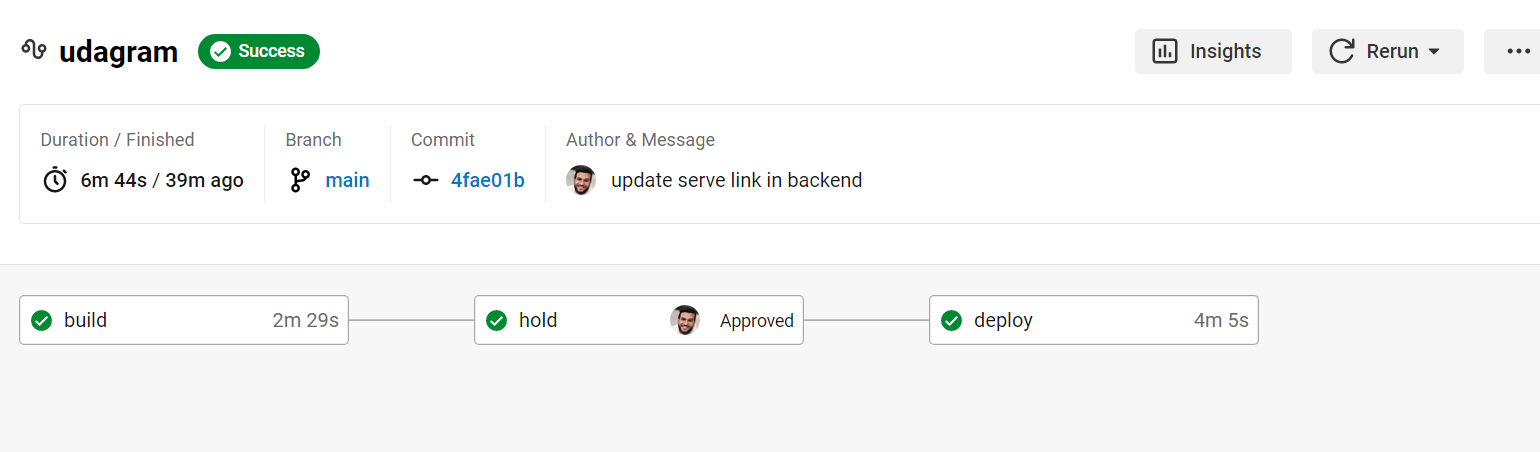 udagram Success Insights Rerun
Duration / Finished Branch Commit Author & Message
6m 44s / 39m ago main 4fae01b update serve link in backend
build 2m 29s hold Approved deploy 4m 5s